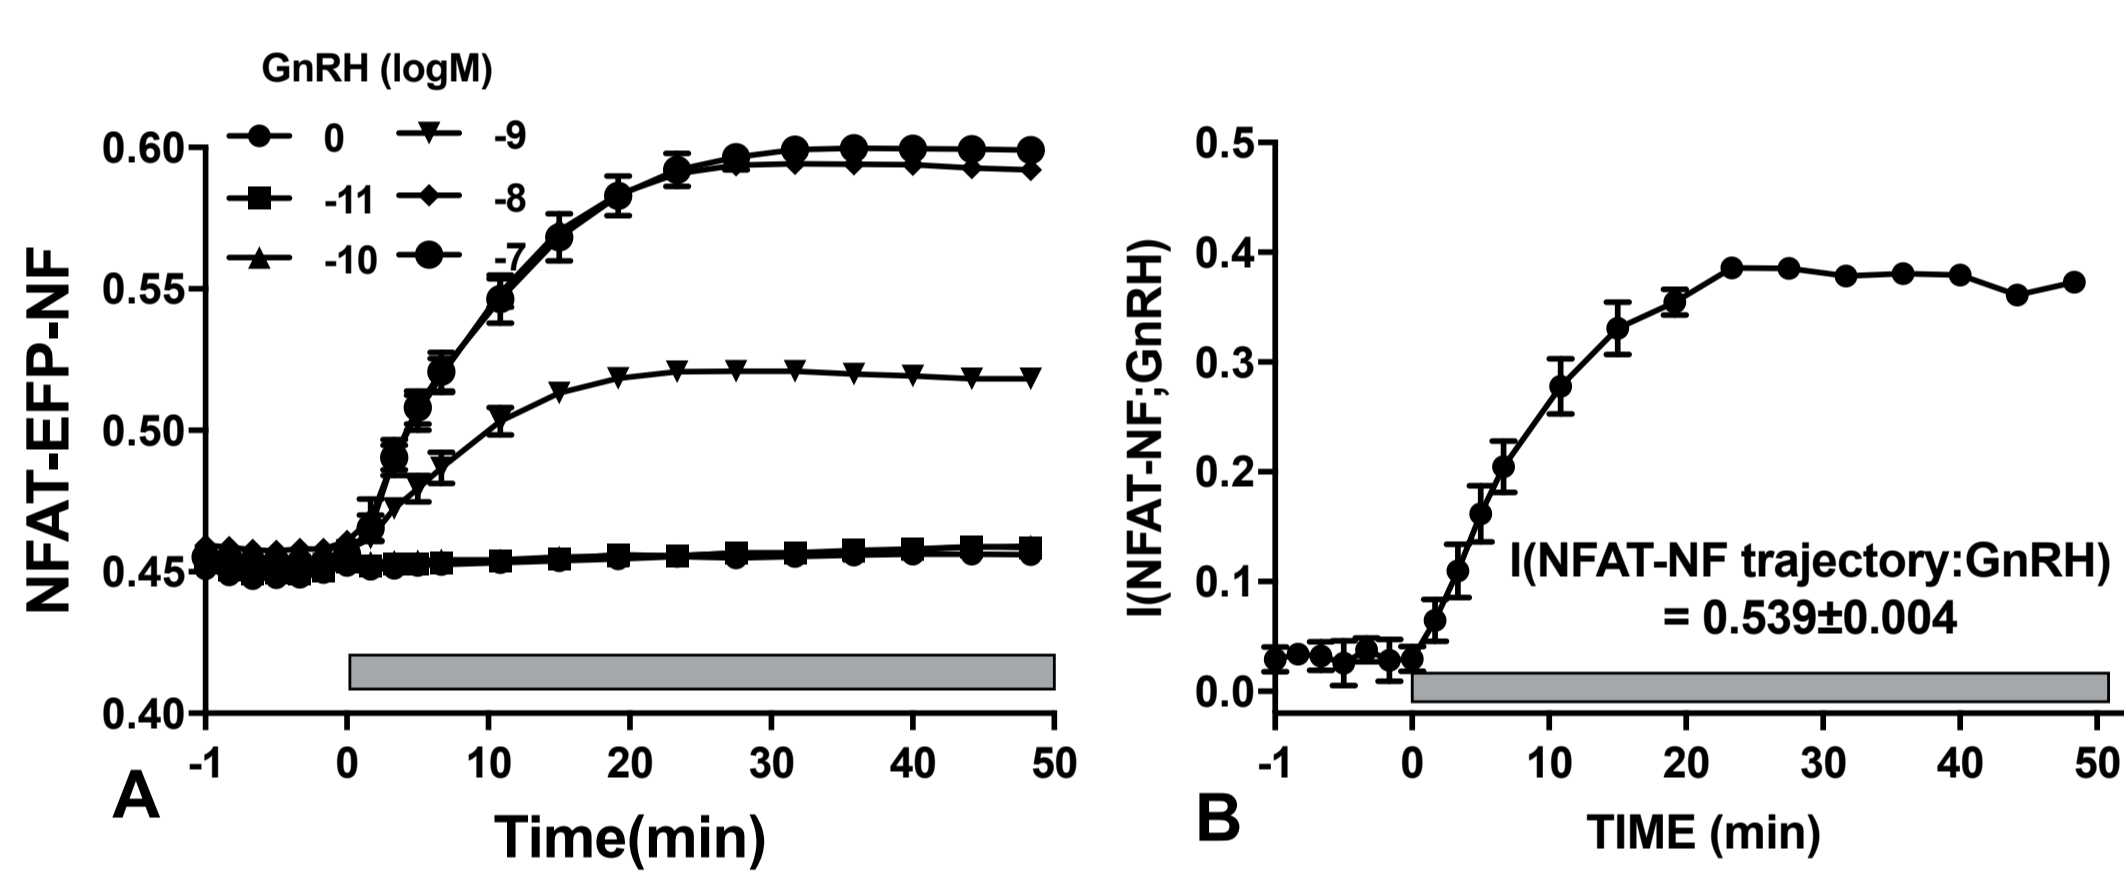 GnRH (logM)
0 -9
-11 -8
-10 -7
NFAT-EFP-NF
0.60
0.55
0.50
0.45
0.40
-1 0 10 20 30 40 50
Time(min)
A
I(NFAT-NF;GnRH)
0.5
0.4
0.3
0.2
0.1
0.0
I(NFAT-NF trajectory:GnRH)
= 0.539±0.004
-1 0 10 20 30 40 50
TIME (min)
B